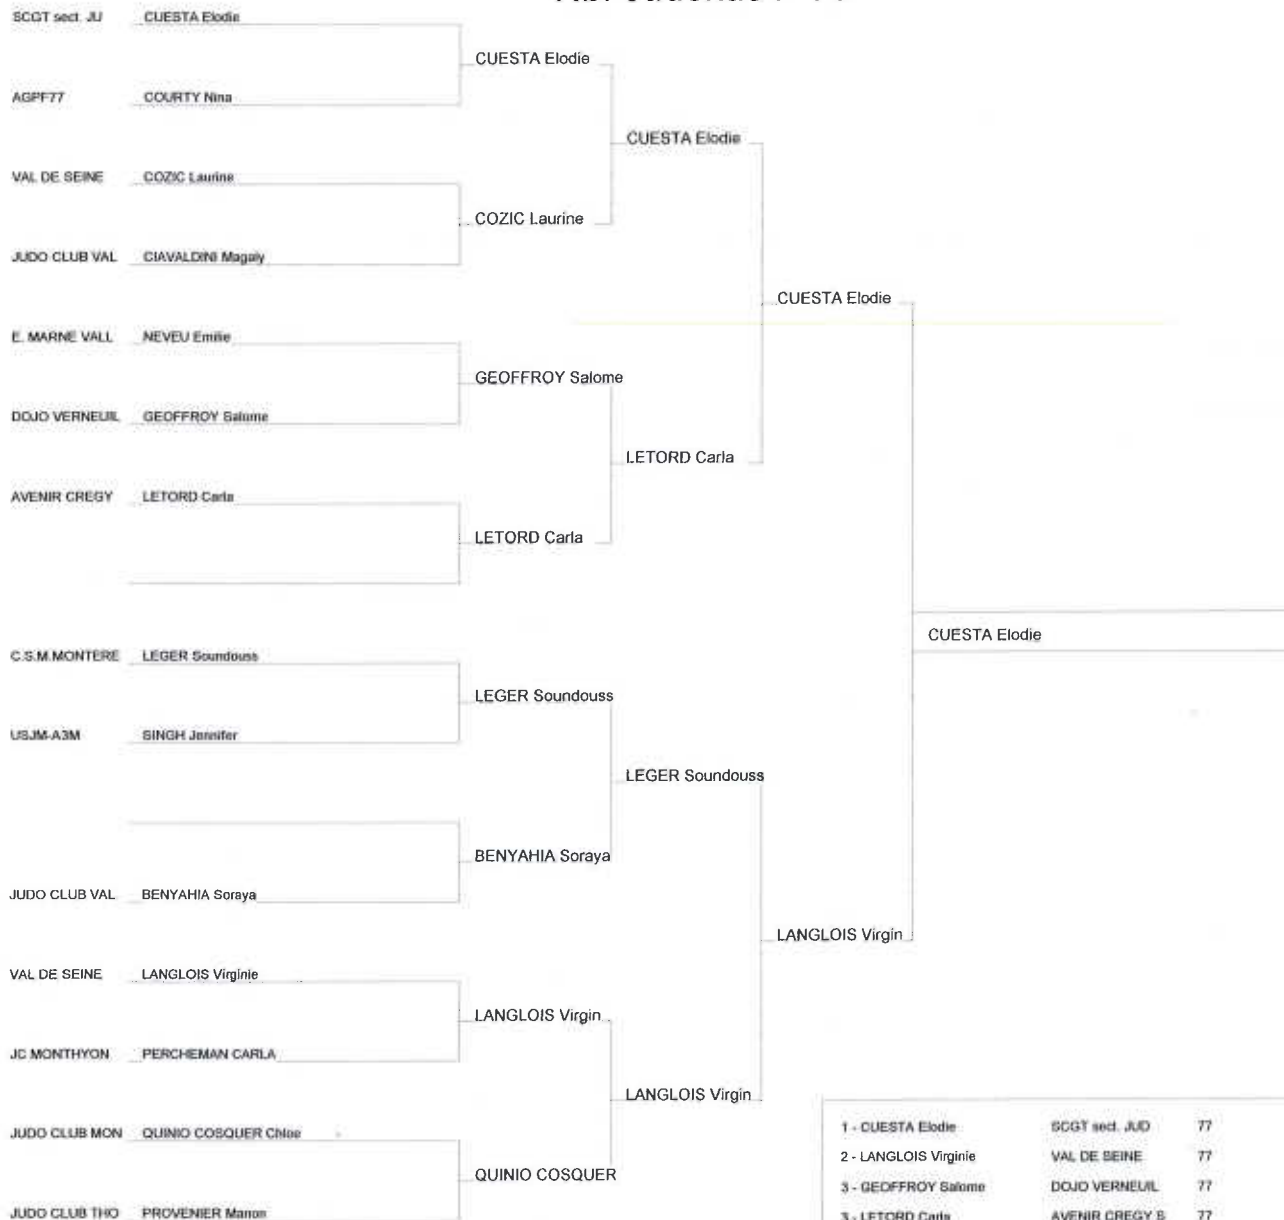 SCGT sect. JU CUESTA Elodie
CUESTA Elodie
AGPF77 COURTY Nina
CUESTA Elodie
VAL DE SEINE COZIC Laurine
COZIC Laurine
JUDO CLUB VAL CIAVALDINI Magaly
CUESTA Elodie
E. MARNE VALL NEVEU Emilie
GEOFFROY Salome
DOJO VERNEUIL GEOFFROY Salome
LETORD Carla
AVENIR CREGY LETORD Carla
LETORD Carla
CUESTA Elodie
C.S.M.MONTERE LEGER Soundouss
LEGER Soundouss
USJM-A3M SINGH Jennifer
LEGER Soundouss
BENYAHIA Soraya
JUDO CLUB VAL BENYAHIA Soraya
LANGLOIS Virgin
VAL DE SEINE LANGLOIS Virginie
LANGLOIS Virgin
JC MONTHYON PERCHEMAN CARLA
LANGLOIS Virgin
JUDO CLUB MON QUINIO COSQUER Chloe
QUINIO COSQUER
JUDO CLUB THO PROVENIER Manon
1 - CUESTA Elodie SCGT sect. JUD 77
2 - LANGLOIS Virginie VAL DE SEINE 77
3 - GEOFFROY Salome DOJO VERNEUIL 77
3 - LETORD Carla AVENIR CREGY S 77